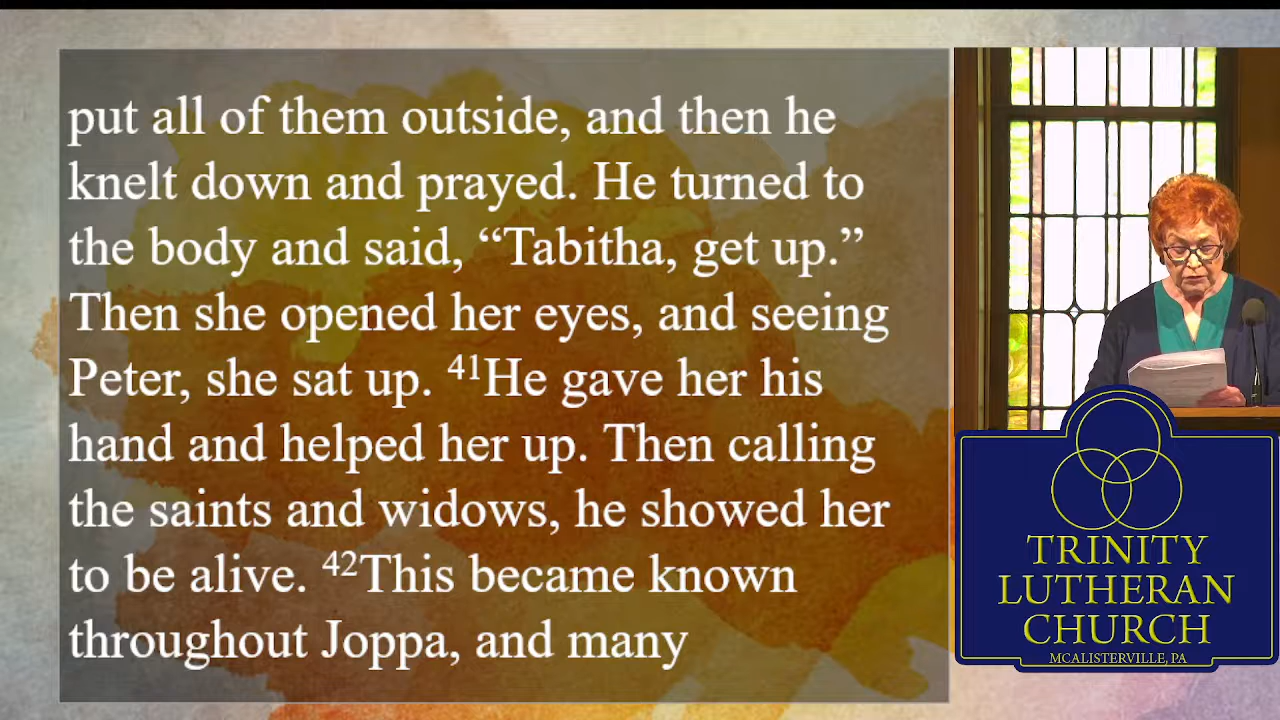 put all of them outside, and then he
knelt down and prayed. He turned to
the body and said, “Tabitha, get up.”
Then she opened her eyes, and seeing
Peter, she sat up. ⁴¹He gave her his
hand and helped her up. Then calling
the saints and widows, he showed her
to be alive. ⁴²This became known
throughout Joppa, and many
TRINITY
LUTHERAN
CHURCH
MCALISTERVILLE, PA